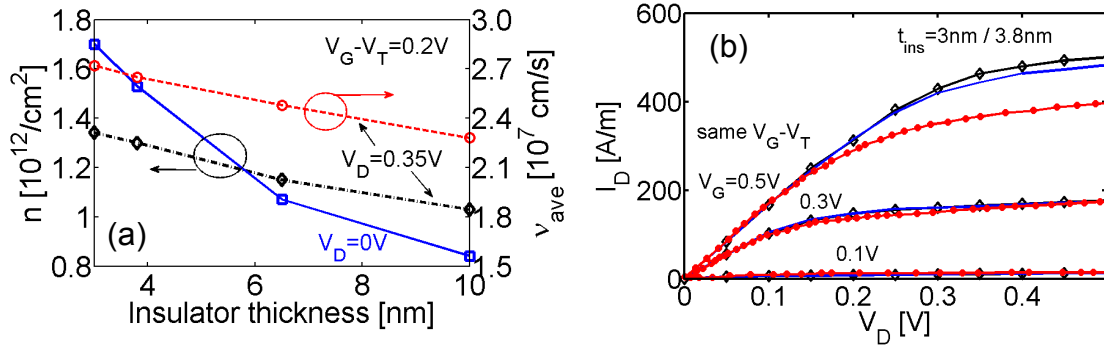 1.8
1.6
1.4
1.2
1
0.8
n [10^12/cm^2]
3.0
2.7
2.4
2.1
1.8
1.5
ν_ave [10^7 cm/s]
V_G-V_T=0.2V
V_D=0.35V
V_D=0V
(a)
4 6 8 10
Insulator thickness [nm]
(b)
600
400
200
0
I_D [A/m]
t_ins=3nm / 3.8nm
same V_G-V_T
V_G=0.5V
0.3V
0.1V
0 0.1 0.2 0.3 0.4
V_D [V]